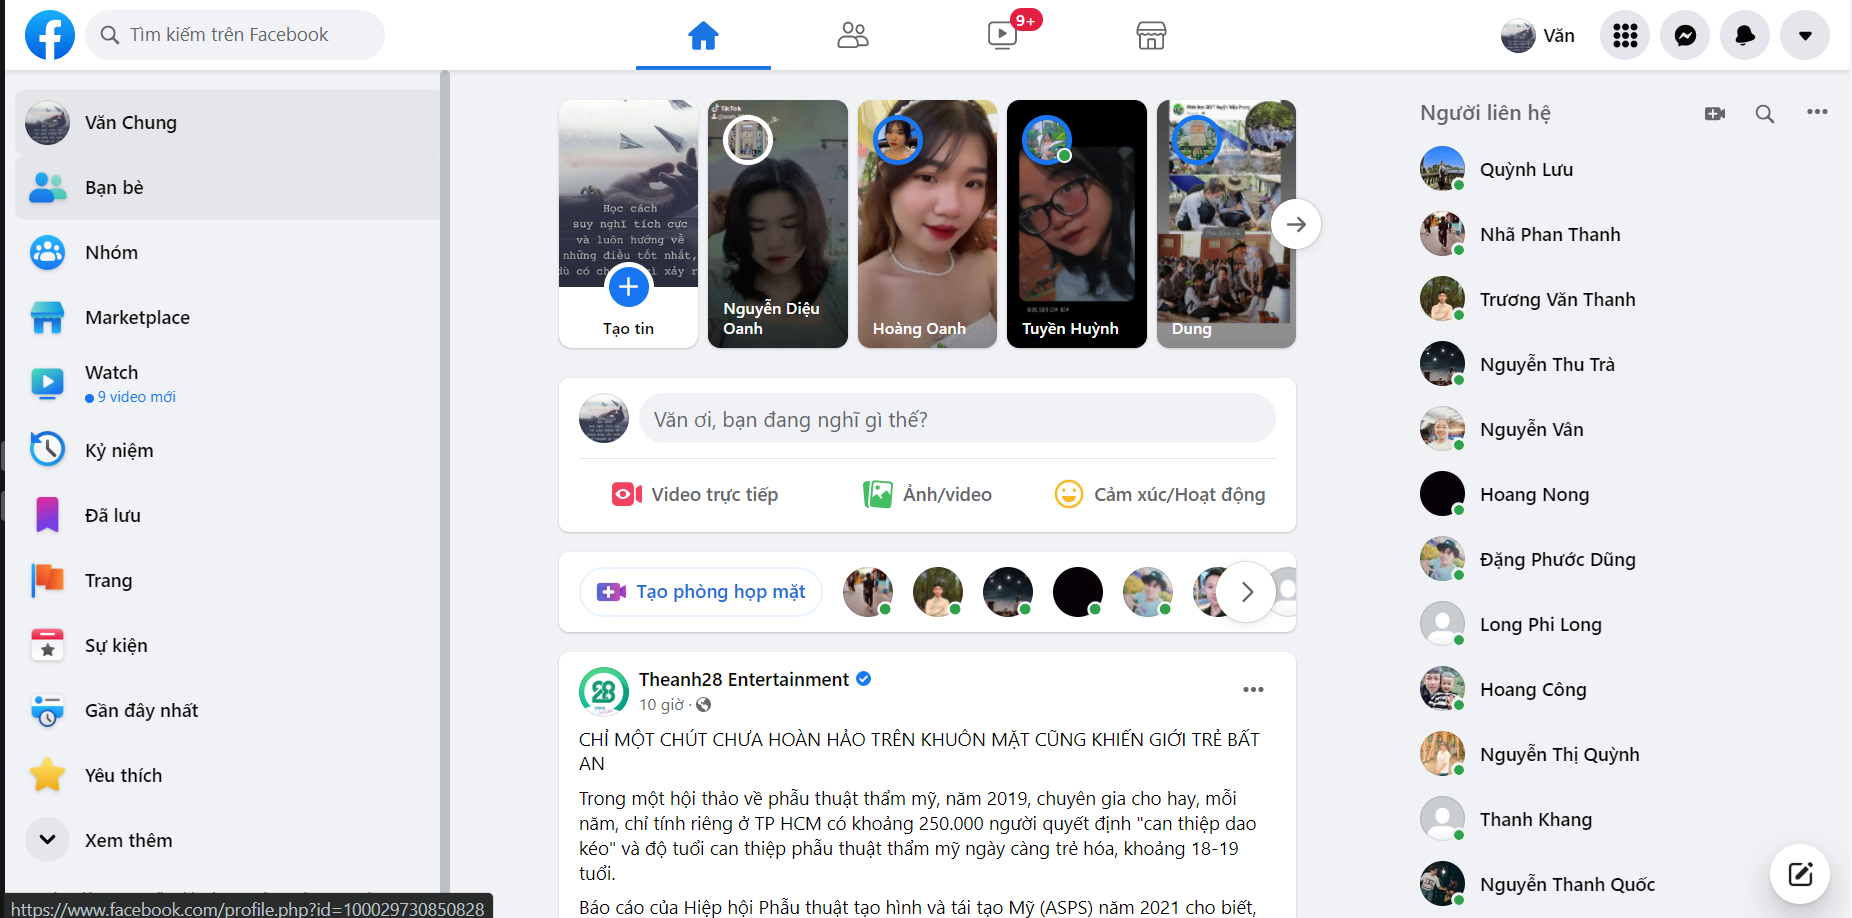 Tìm kiếm trên Facebook
9+
Văn
Văn Chung
Bạn bè
Nhóm
Marketplace
Watch
9 video mới
Kỷ niệm
Đã lưu
Trang
Sự kiện
Gần đây nhất
Yêu thích
Xem thêm
https://www.facebook.com/profile.php?id=100029730850828
Học cách
suy nghĩ tích cực
và luôn hướng về
những điều tốt nhất,
xảy
Tạo tin
TikTok
Nguyễn Diệu
Oanh
Hoàng Oanh
Tuyền Huỳnh
Dung
Văn ơi, bạn đang nghĩ gì thế?
Video trực tiếp
Ảnh/video
Cảm xúc/Hoạt động
Tạo phòng họp mặt
28
Theanh28 Entertainment
10 giờ ·
CHỈ MỘT CHÚT CHƯA HOÀN HẢO TRÊN KHUÔN MẶT CŨNG KHIẾN GIỚI TRẺ BẤT
AN
Trong một hội thảo về phẫu thuật thẩm mỹ, năm 2019, chuyên gia cho hay, mỗi
năm, chỉ tính riêng ở TP HCM có khoảng 250.000 người quyết định "can thiệp dao
kéo" và độ tuổi can thiệp phẫu thuật thẩm mỹ ngày càng trẻ hóa, khoảng 18-19
tuổi.
Báo cáo của Hiệp hội Phẫu thuật tạo hình và tái tạo Mỹ (ASPS) năm 2021 cho biết,
Người liên hệ
Quỳnh Lưu
Nhã Phan Thanh
Trương Văn Thanh
Nguyễn Thu Trà
Nguyễn Vân
Hoang Nong
Đặng Phước Dũng
Long Phi Long
Hoang Công
Nguyễn Thị Quỳnh
Thanh Khang
Nguyễn Thanh Quốc